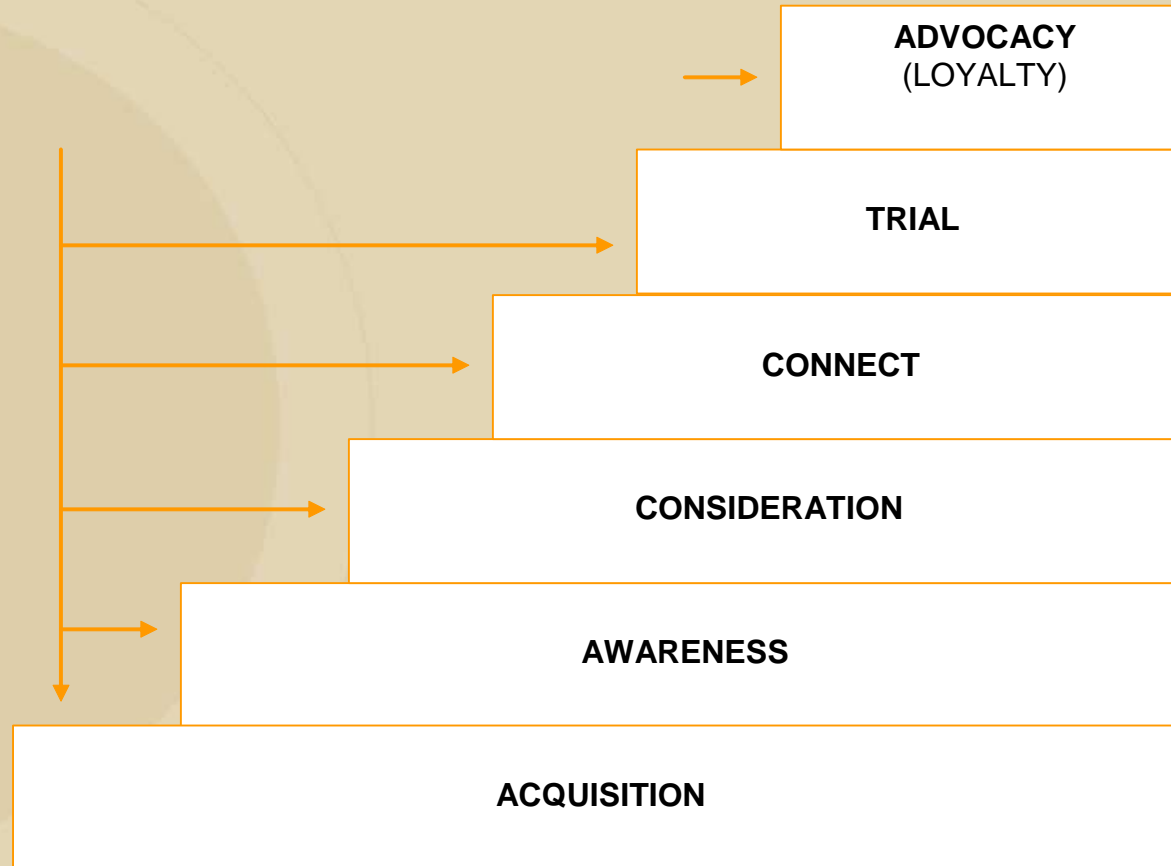 ADVOCACY
(LOYALTY)
TRIAL
CONNECT
CONSIDERATION
AWARENESS
ACQUISITION